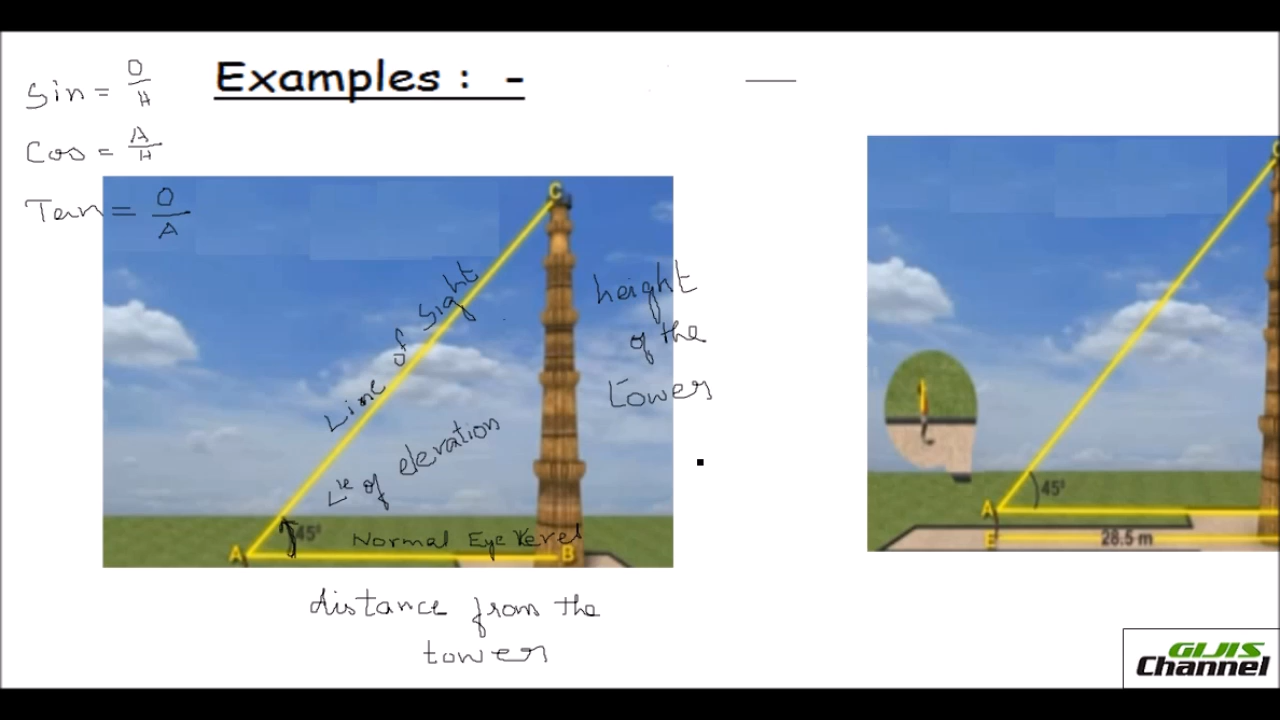 Examples : -
Sin = O/H
Cos = A/H
Tan = O/A
C
Line of Sight
height
of the
tower
Le of elevation
45°
Normal Eye Level
A
B
distance from the
tower
C
45°
A
E
28.5 m
GIJIS
Channel